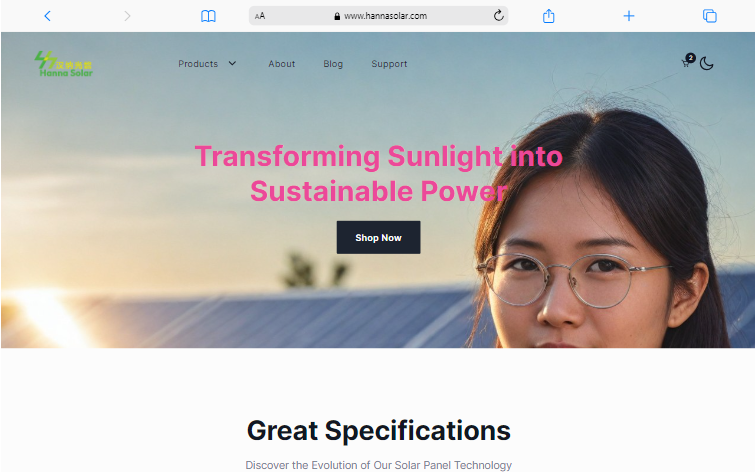 AA www.hannasolar.com
Hanna Solar
Products About Blog Support
2
Transforming Sunlight into
Sustainable Power
Shop Now
Great Specifications
Discover the Evolution of Our Solar Panel Technology